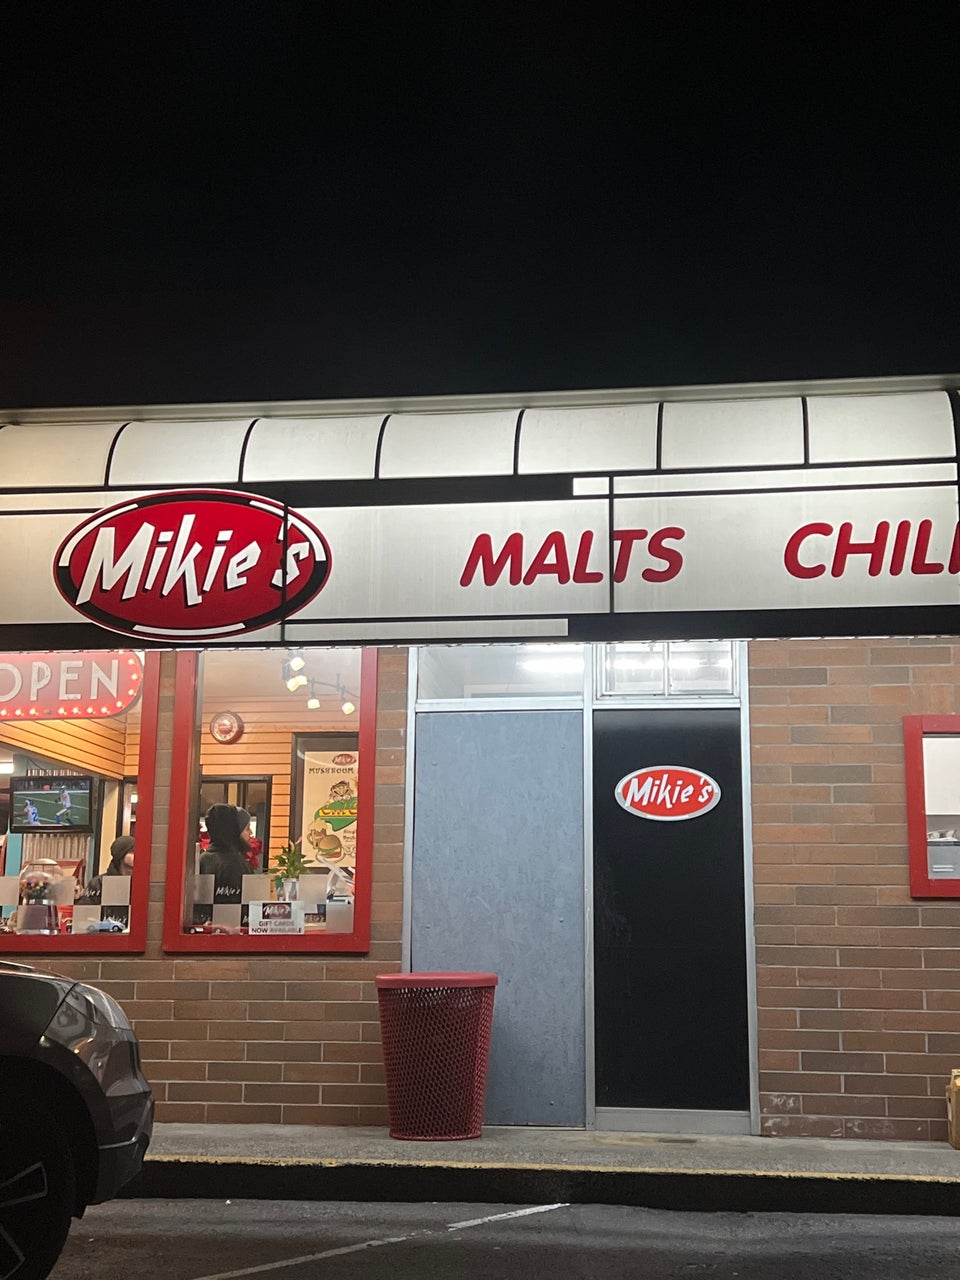 Mikie's
MALTS
CHILI
OPEN
Mikie's
MUSHROOM
Mikie's
Mikie's
GIFT CARDS
NOW AVAILABLE